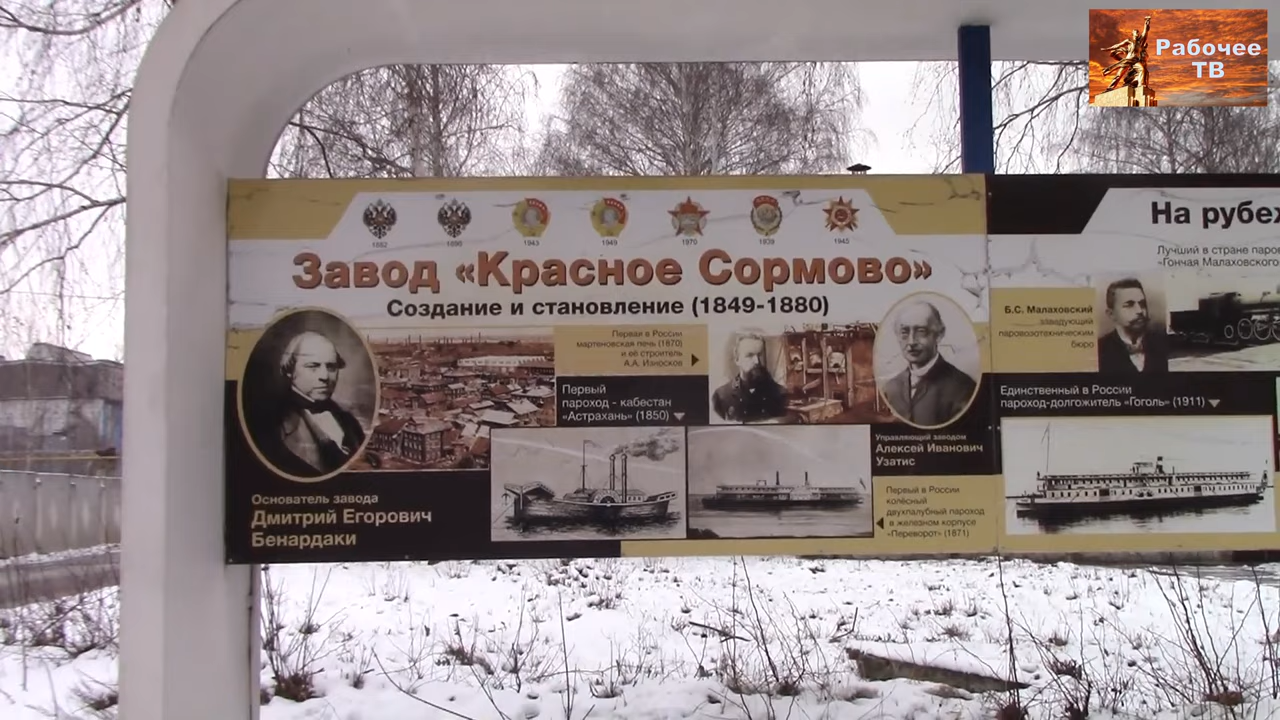 Рабочее
ТВ
1882 1896 1943 1949 1970 1939 1945
Завод «Красное Сормово»
Создание и становление (1849-1880)
Первая в России
мартеновская печь (1870)
и её строитель
А.А. Износков
Первый
пароход - кабестан
«Астрахань» (1850)
Управляющий заводом
Алексей Иванович
Узатис
Основатель завода
Дмитрий Егорович
Бенардаки
Первый в России
колёсный
двухпалубный пароход
в железном корпусе
"Переворот" (1871)
На рубеж
Лучший в стране паро
"Гончая Малаховского
Б.С. Малаховский
заведующий
паровозотехническим
бюро
Единственный в России
пароход-долгожитель «Гоголь» (1911)